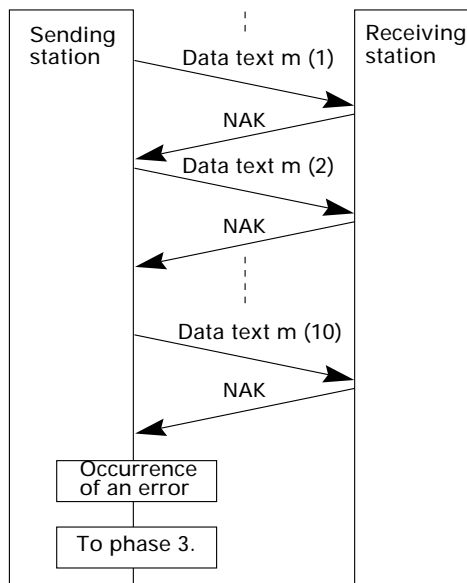 Sending
station
Receiving
station
Data text m (1)
NAK
Data text m (2)
NAK
Data text m (10)
NAK
Occurrence
of an error
To phase 3.